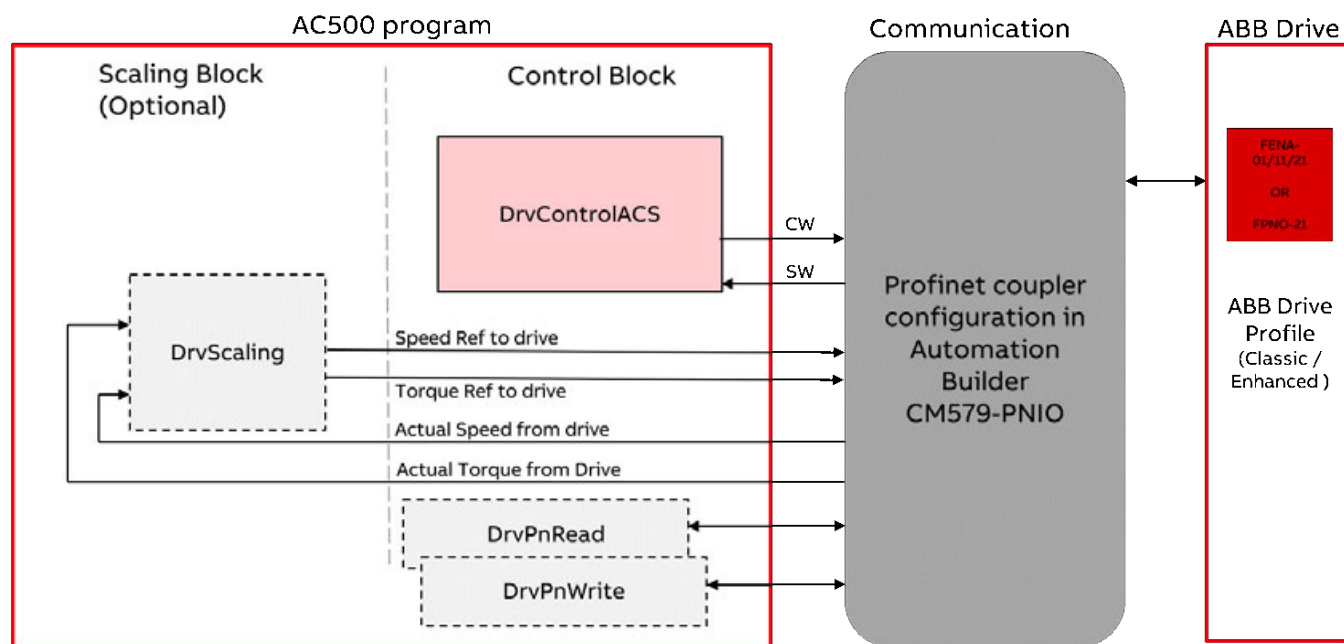 AC500 program
Communication
ABB Drive
Scaling Block
(Optional)
Control Block
DrvControlACS
CW
SW
DrvScaling
Speed Ref to drive
Torque Ref to drive
Actual Speed from drive
Actual Torque from Drive
DrvPnRead
DrvPnWrite
Profinet coupler
configuration in
Automation
Builder
CM579-PNIO
FENA-
01/11/21
OR
FPNO-21
ABB Drive
Profile
(Classic /
Enhanced )